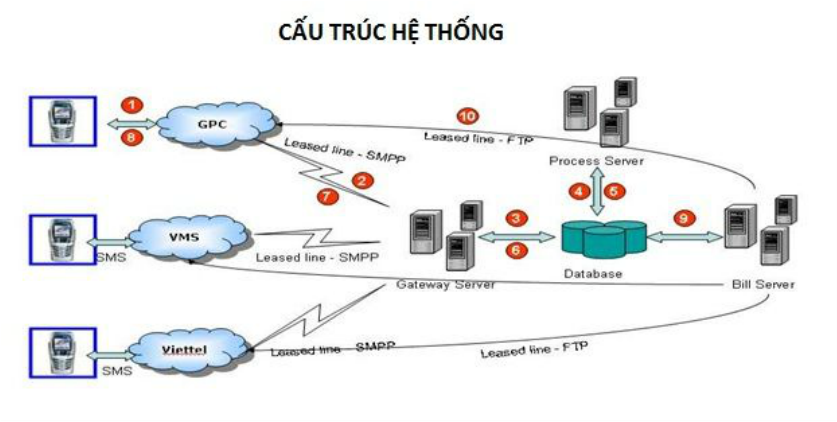 CẤU TRÚC HỆ THỐNG
1
8
GPC
10
Leased line - FTP
Process Server
Leased line - SMPP
2
7
4
5
VMS
SMS
Leased line - SMPP
3
6
9
Gateway Server
Database
Bill Server
Viettel
SMS
Leased line - SMPP
Leased line - FTP